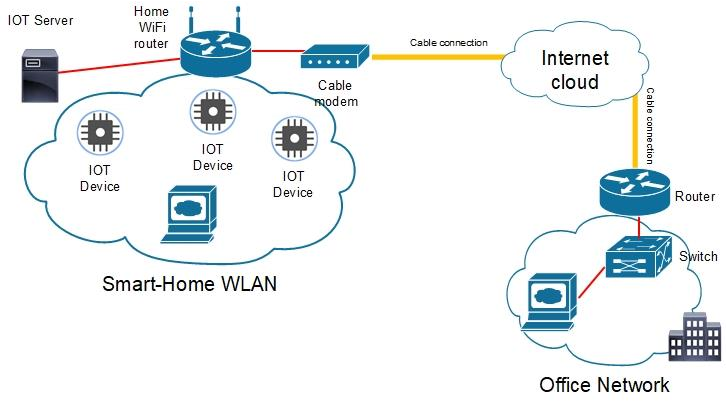 IOT Server
Home
WiFi
router
Cable connection
Internet
cloud
Cable
modem
Cable connection
IOT
Device
IOT
Device
IOT
Device
Router
Switch
Smart-Home WLAN
Office Network